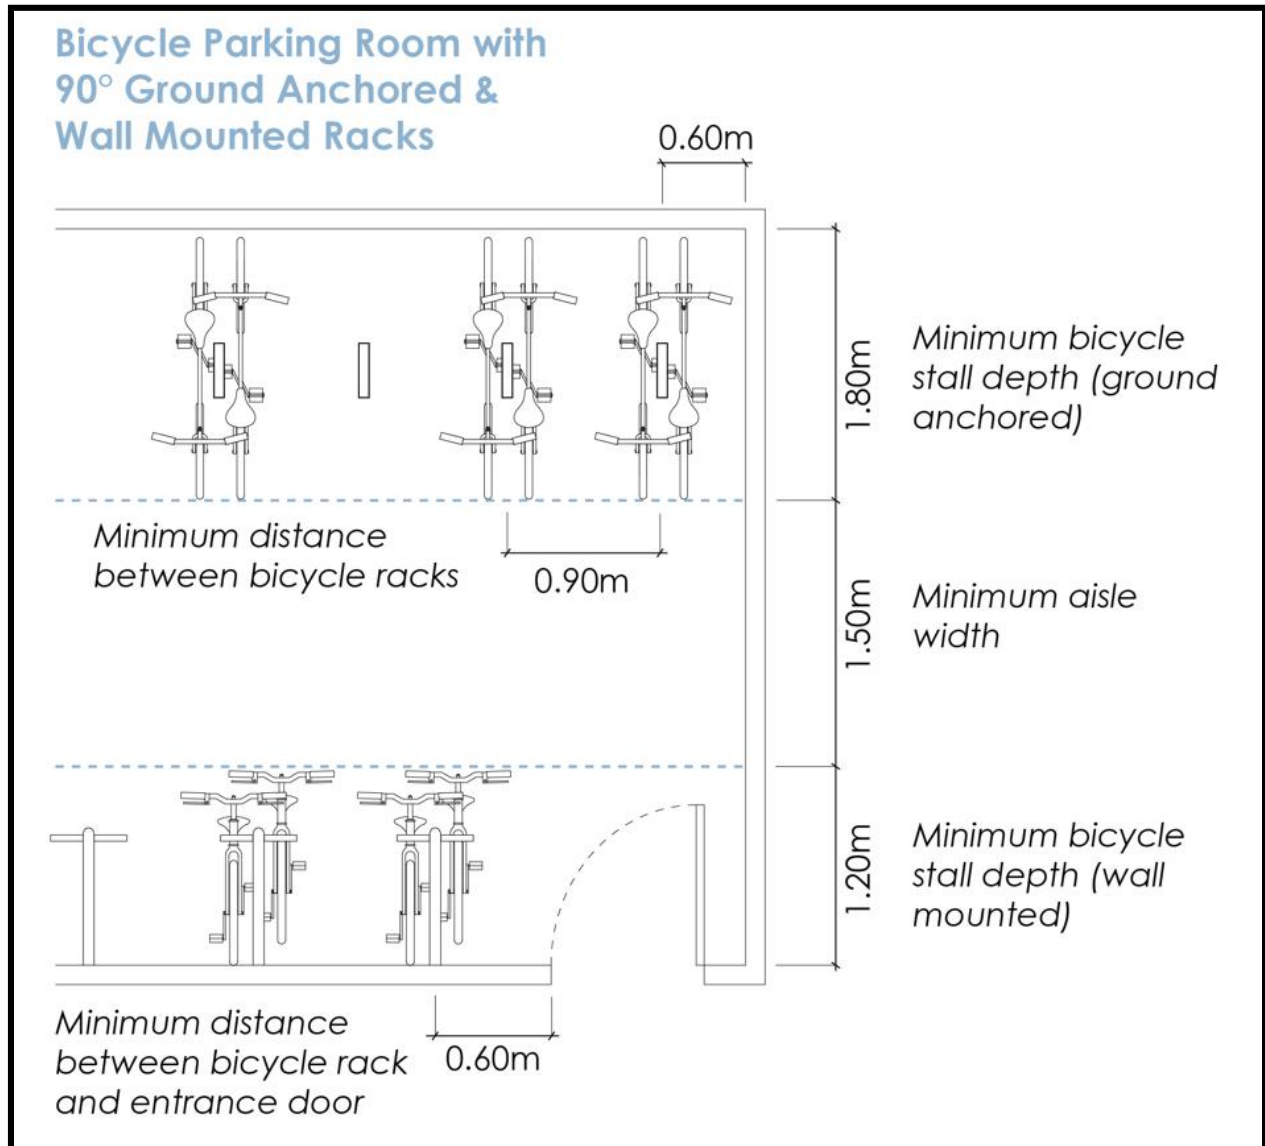 Bicycle Parking Room with
90° Ground Anchored &
Wall Mounted Racks
0.60m
1.80m
Minimum bicycle
stall depth (ground
anchored)
Minimum distance
between bicycle racks
0.90m
1.50m
Minimum aisle
width
1.20m
Minimum bicycle
stall depth (wall
mounted)
Minimum distance
between bicycle rack
and entrance door
0.60m